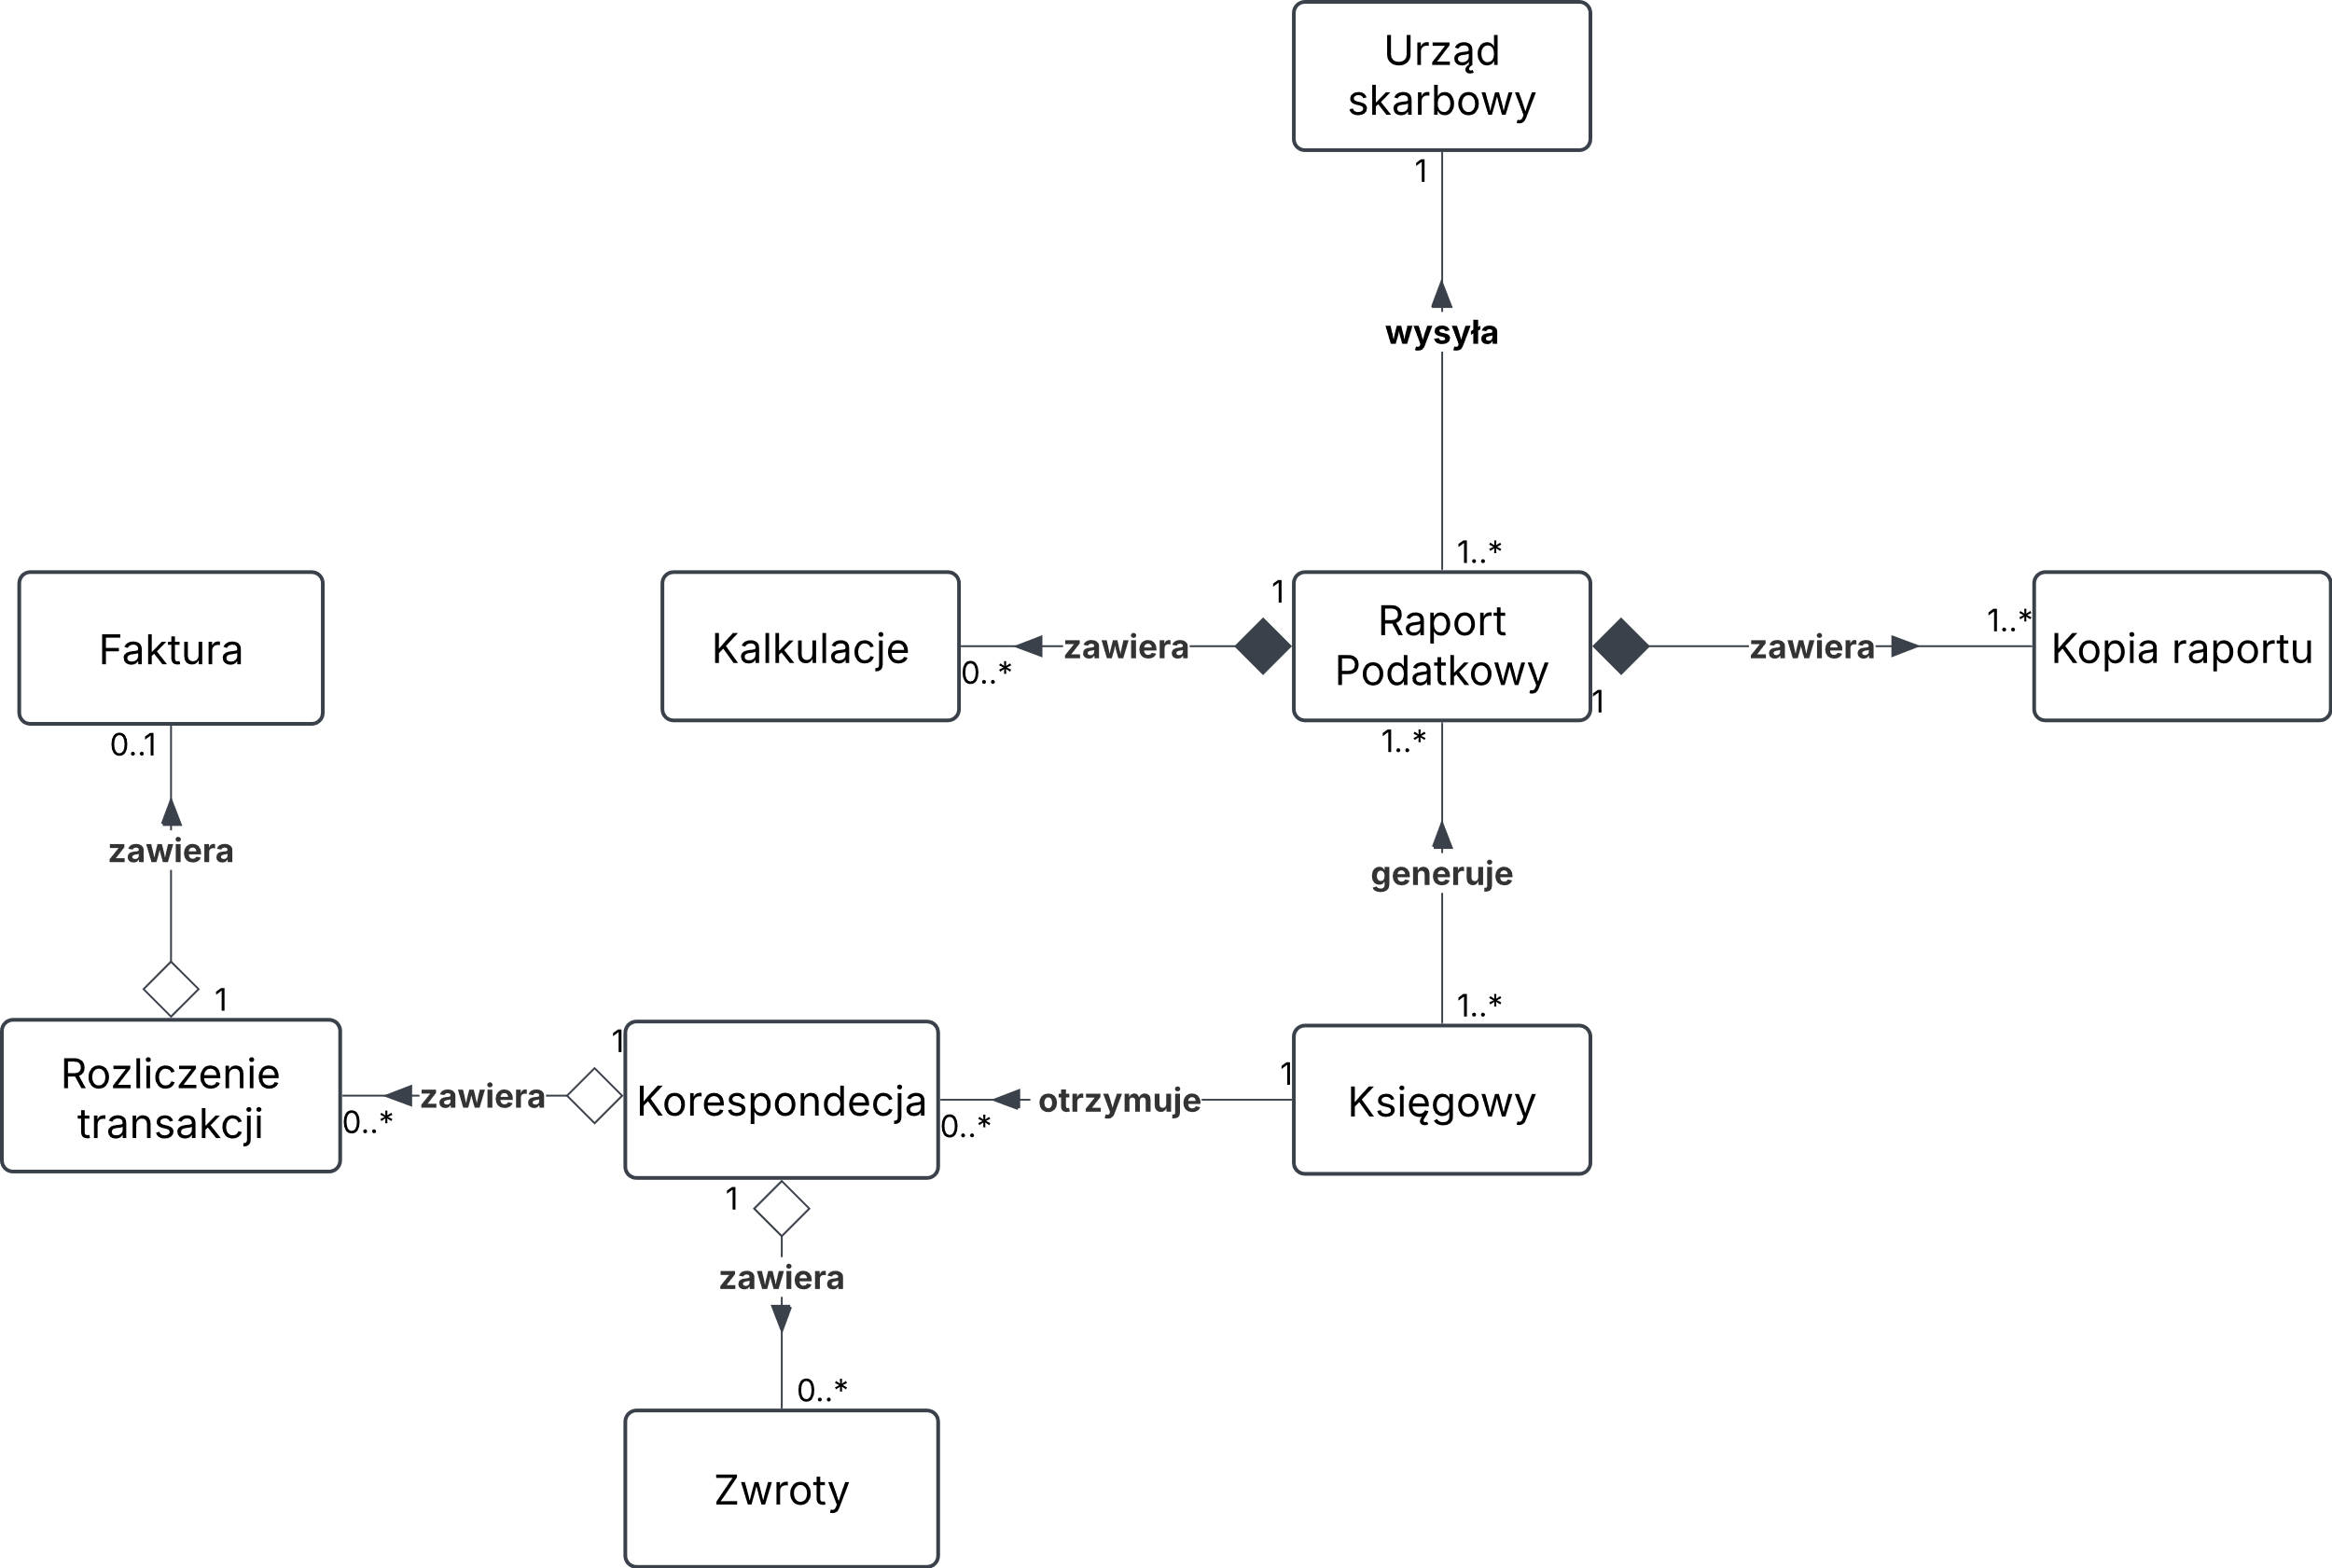 Urząd
skarbowy
1
wysyła
1..*
Faktura
Kalkulacje
0..*
zawiera
1
Raport
Podatkowy
1
zawiera
1..*
Kopia raportu
0..1
zawiera
1
1..*
generuje
1..*
Rozliczenie
transakcji
0..*
zawiera
1
Korespondecja
0..*
otrzymuje
1
Księgowy
1
zawiera
0..*
Zwroty